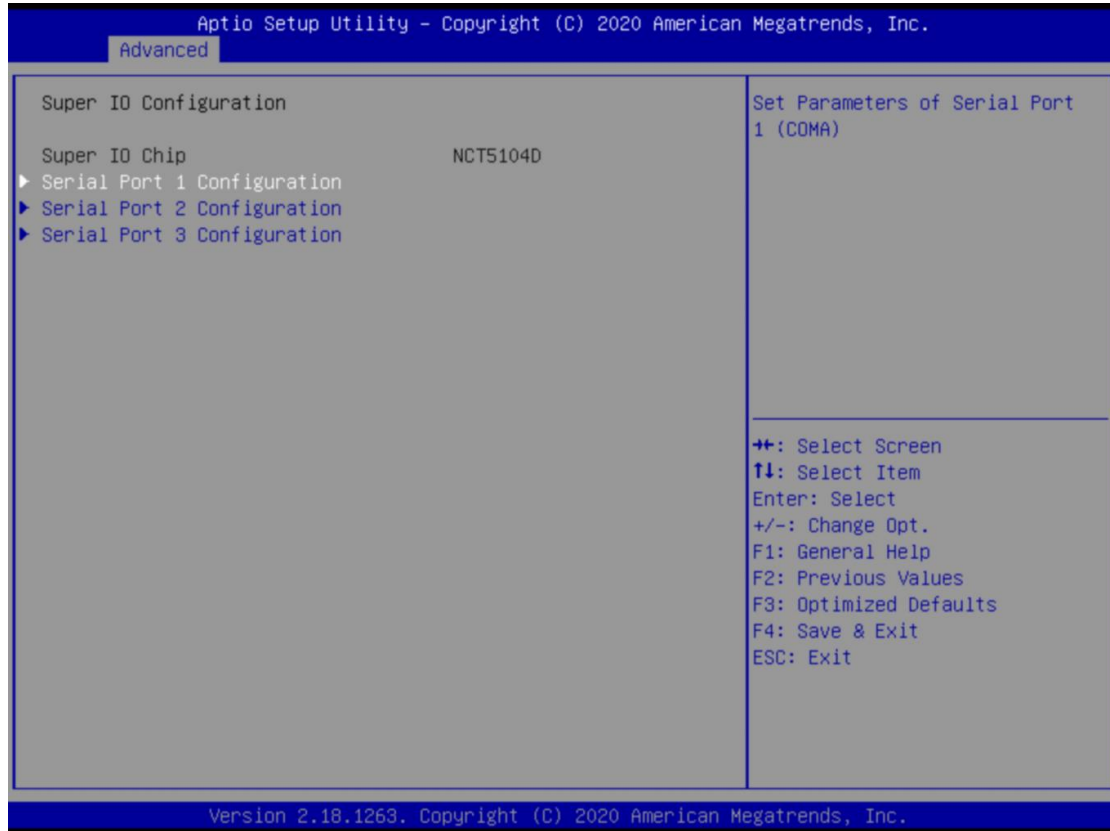 Aptio Setup Utility – Copyright (C) 2020 American Megatrends, Inc.
Advanced
Super IO Configuration
Super IO Chip NCT5104D
▶ Serial Port 1 Configuration
▶ Serial Port 2 Configuration
▶ Serial Port 3 Configuration
Set Parameters of Serial Port
1 (COMA)
→←: Select Screen
↑↓: Select Item
Enter: Select
+/-: Change Opt.
F1: General Help
F2: Previous Values
F3: Optimized Defaults
F4: Save & Exit
ESC: Exit
Version 2.18.1263. Copyright (C) 2020 American Megatrends, Inc.